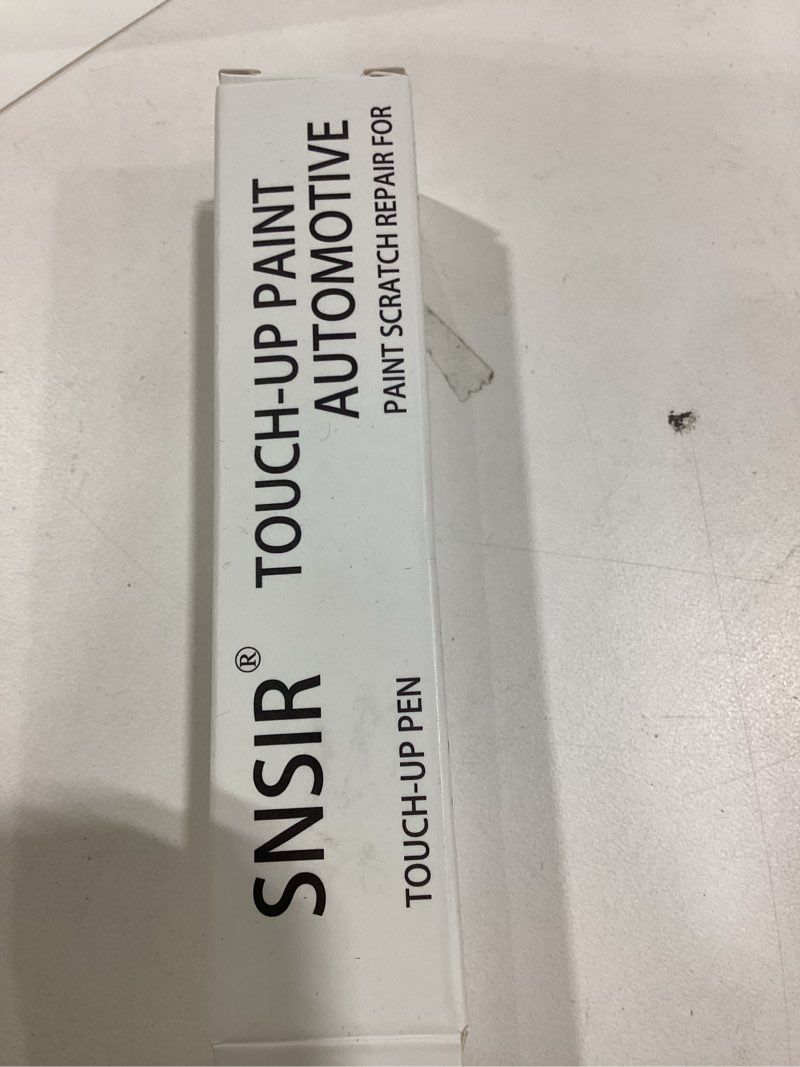 SNSIR®
TOUCH-UP PAINT
AUTOMOTIVE
PAINT SCRATCH REPAIR FOR
TOUCH-UP PEN